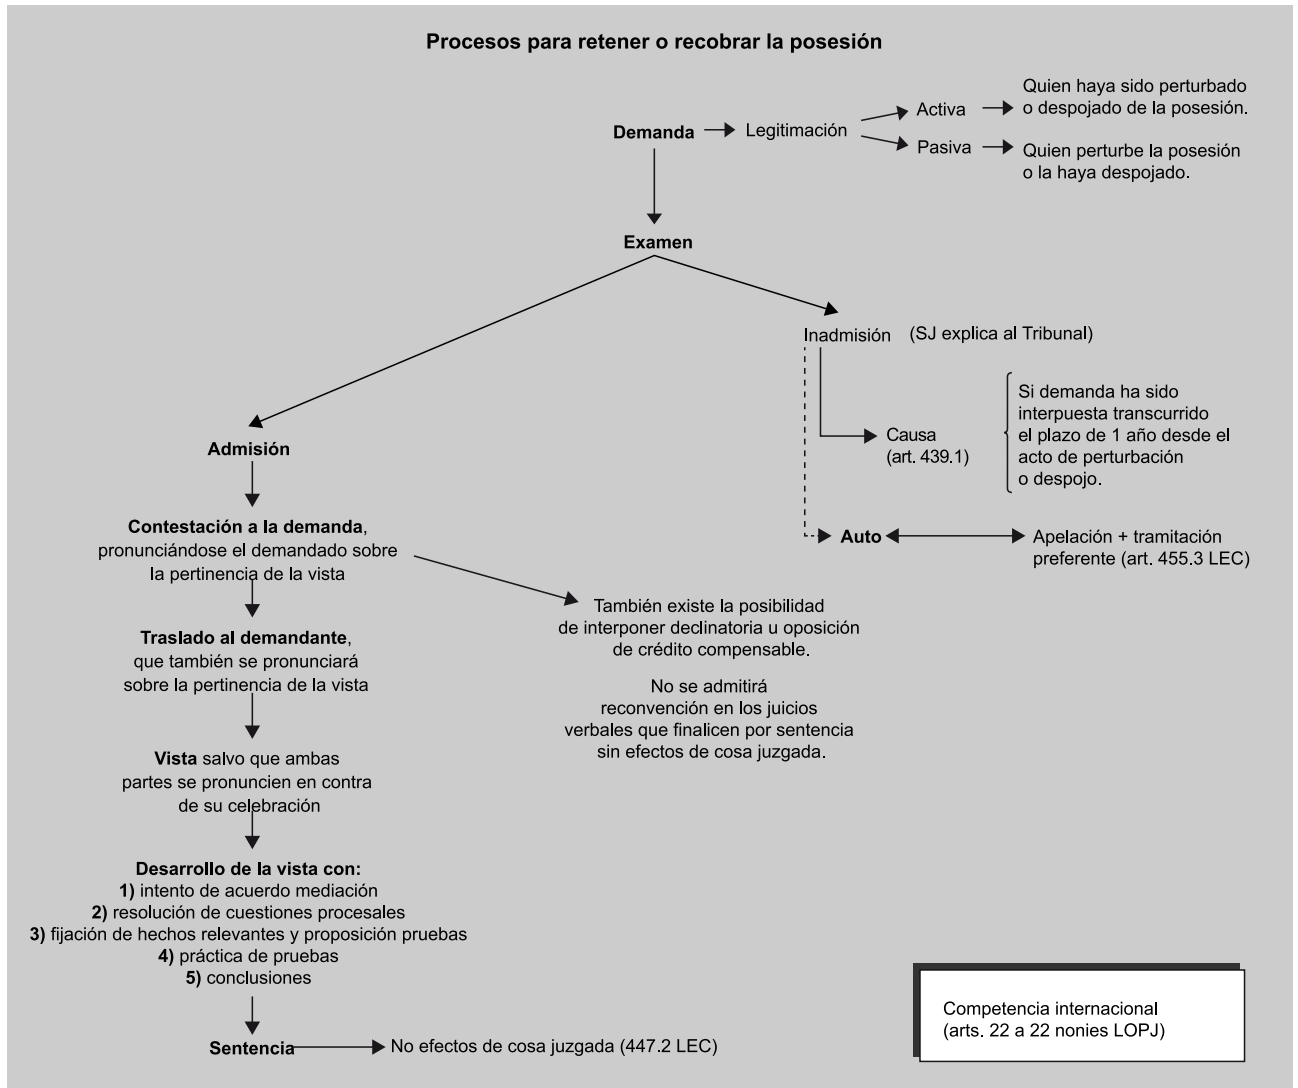 Procesos para retener o recobrar la posesión
Demanda
Legitimación
Activa
Quien haya sido perturbado
o despojado de la posesión.
Pasiva
Quien perturbe la posesión
o la haya despojado.
Examen
Inadmisión (SJ explica al Tribunal)
Causa
(art. 439.1)
Si demanda ha sido
interpuesta transcurrido
el plazo de 1 año desde el
acto de perturbación
o despojo.
Auto
Apelación + tramitación
preferente (art. 455.3 LEC)
Admisión
Contestación a la demanda,
pronunciándose el demandado sobre
la pertinencia de la vista
También existe la posibilidad
de interponer declinatoria u oposición
de crédito compensable.
No se admitirá
reconvención en los juicios
verbales que finalicen por sentencia
sin efectos de cosa juzgada.
Traslado al demandante,
que también se pronunciará
sobre la pertinencia de la vista
Vista salvo que ambas
partes se pronuncien en contra
de su celebración
Desarrollo de la vista con:
1) intento de acuerdo mediación
2) resolución de cuestiones procesales
3) fijación de hechos relevantes y proposición pruebas
4) práctica de pruebas
5) conclusiones
Sentencia
No efectos de cosa juzgada (447.2 LEC)
Competencia internacional
(arts. 22 a 22 nonies LOPJ)